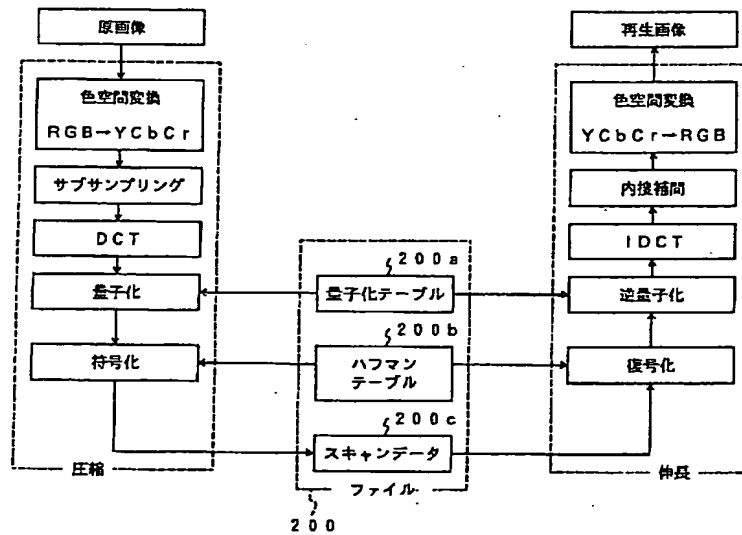 原画像
色空間変換
RGB→YCbCr
サブサンプリング
DCT
量子化
符号化
圧縮
200a
量子化テーブル
200b
ハフマン
テーブル
200c
スキャンデータ
ファイル
200
再生画像
色空間変換
YCbCr→RGB
内接補間
IDCT
逆量子化
復号化
伸長